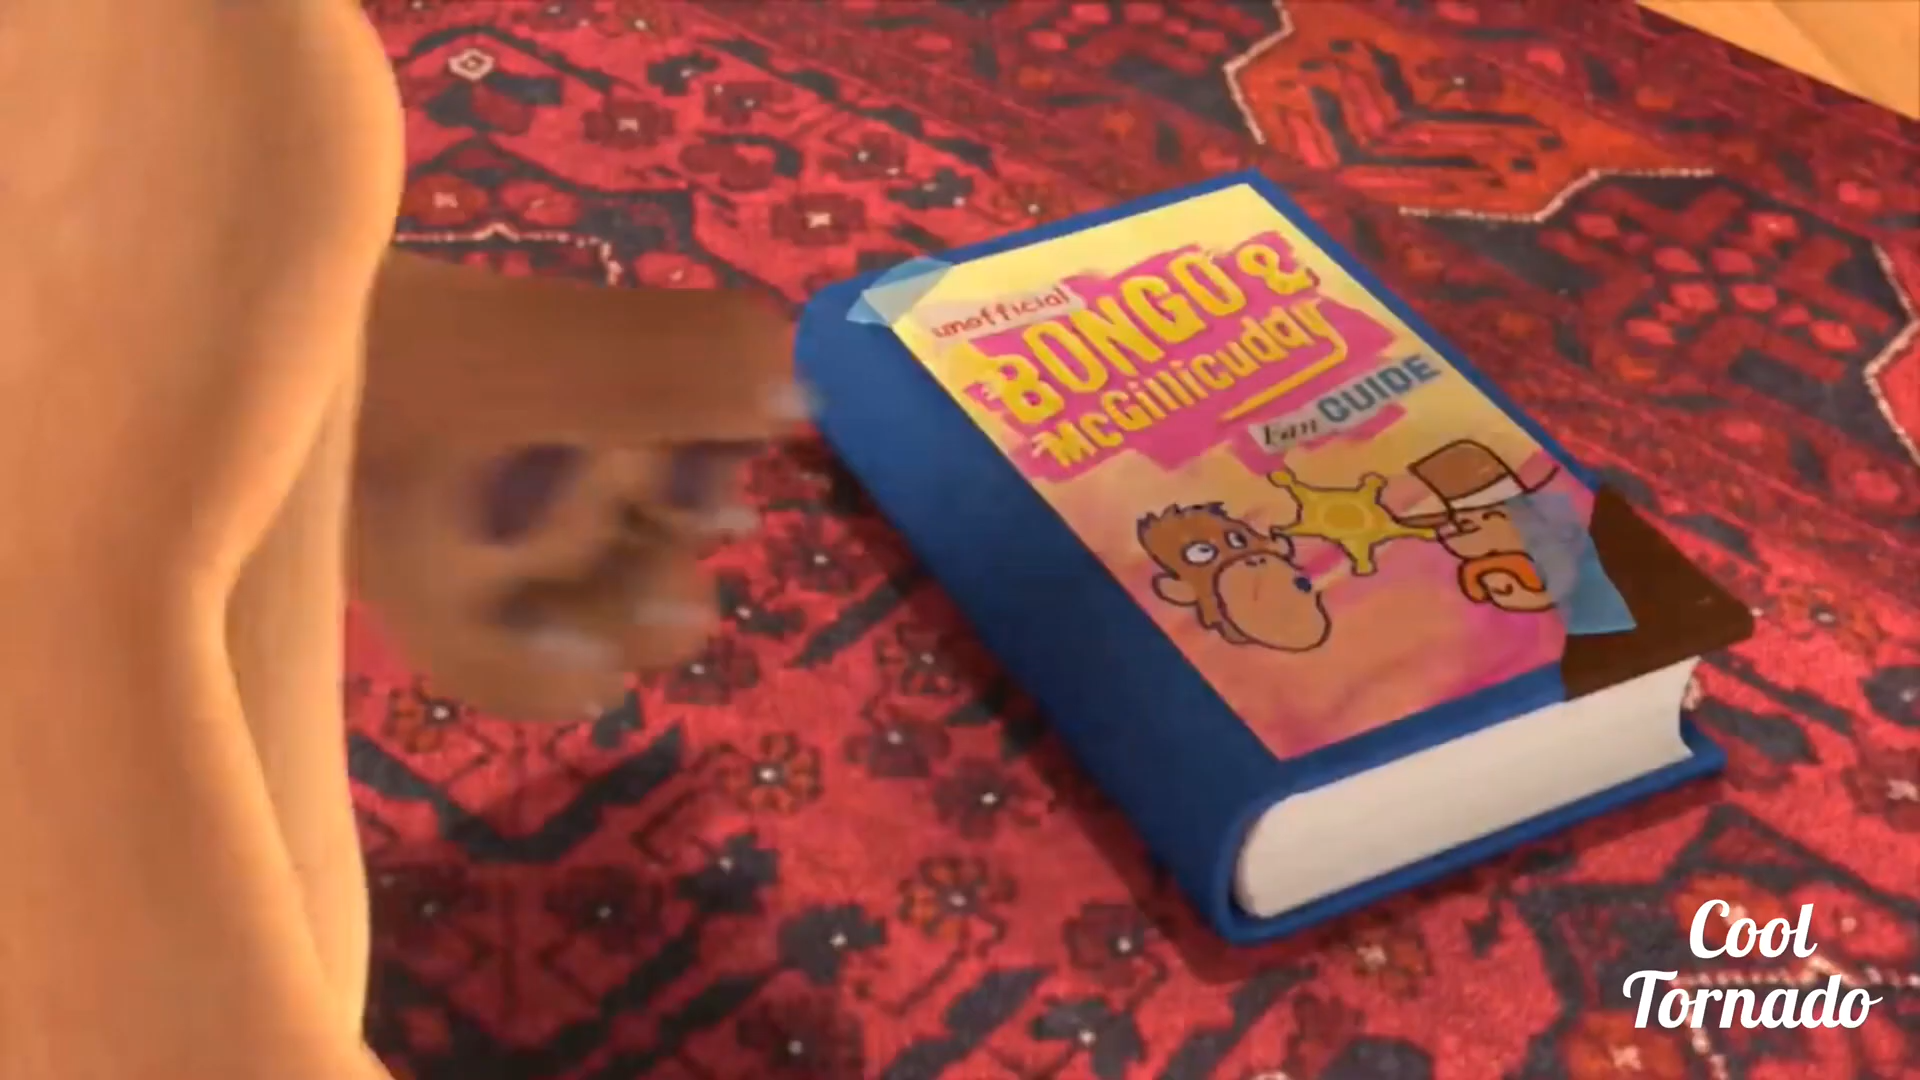 unofficial
BONGO &
McGillicuddy
Fan GUIDE
Cool
Tornado